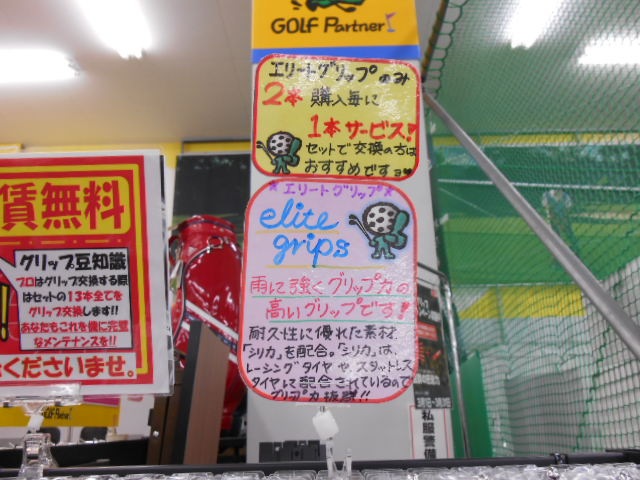 GOLF Partner
エリートグリップのみ
2本 購入毎に
1本サービス!
セットで交換の方は
おすすめですョ♥
★エリートグリップ★
elite
grips
雨に強くグリップ力の
高いグリップです!
耐久性に優れた素材
「シリカ」を配合。「シリカ」は、
レーシングタイヤや スタットレス
タイヤにて配合されているので
グリップ力抜群!!
賃無料
グリップ豆知識
プロはグリップ交換する際
はセットの13本全てを
グリップ交換します!!
あなたもこれを機に完璧
なメンテナンスを!!
くださいませ。
GOLF Partner
私服警備